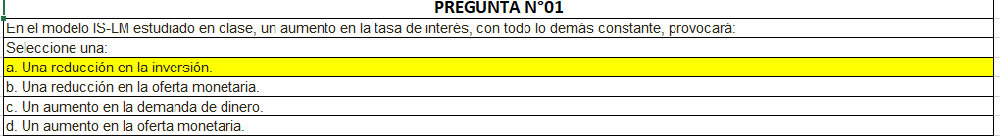 PREGUNTA N°01
En el modelo IS-LM estudiado en clase, un aumento en la tasa de interés, con todo lo demás constante, provocará:
Seleccione una:
a. Una reducción en la inversión.
b. Una reducción en la oferta monetaria.
c. Un aumento en la demanda de dinero.
d. Un aumento en la oferta monetaria.